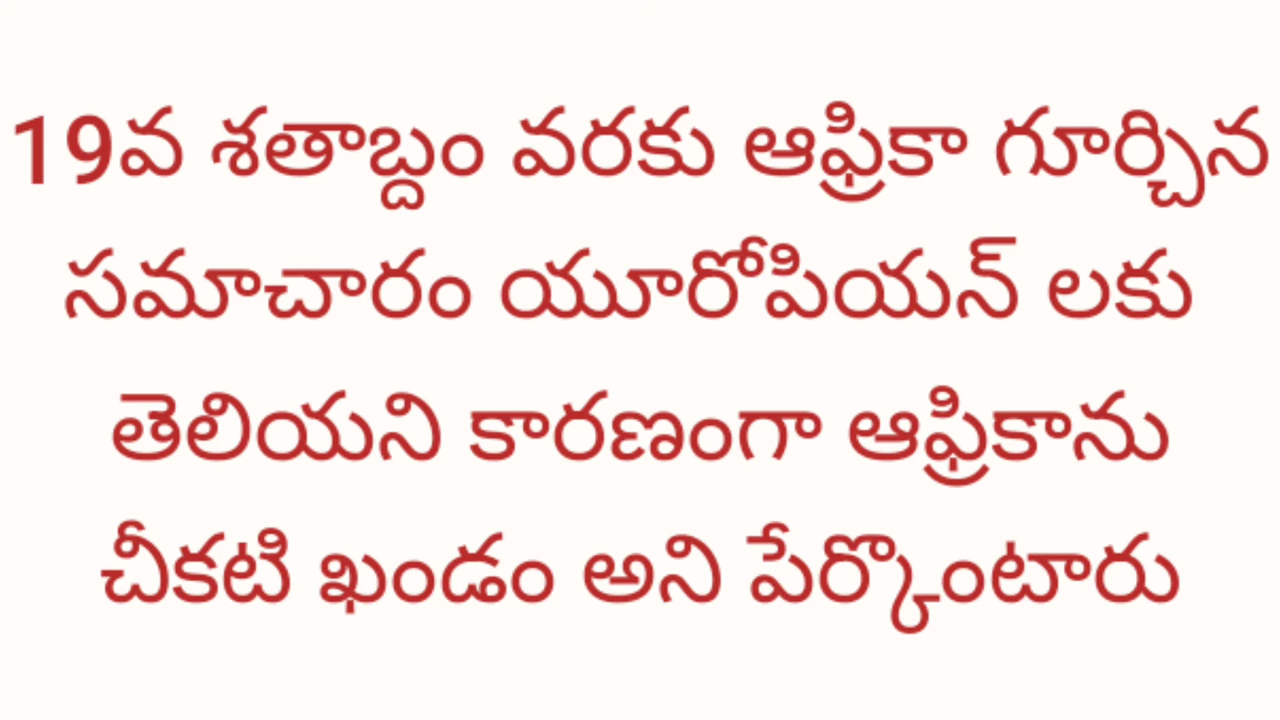 19వ శతాబ్దం వరకు ఆఫ్రికా గూర్చిన
సమాచారం యూరోపియన్ లకు
తెలియని కారణంగా ఆఫ్రికాను
చీకటి ఖండం అని పేర్కొంటారు